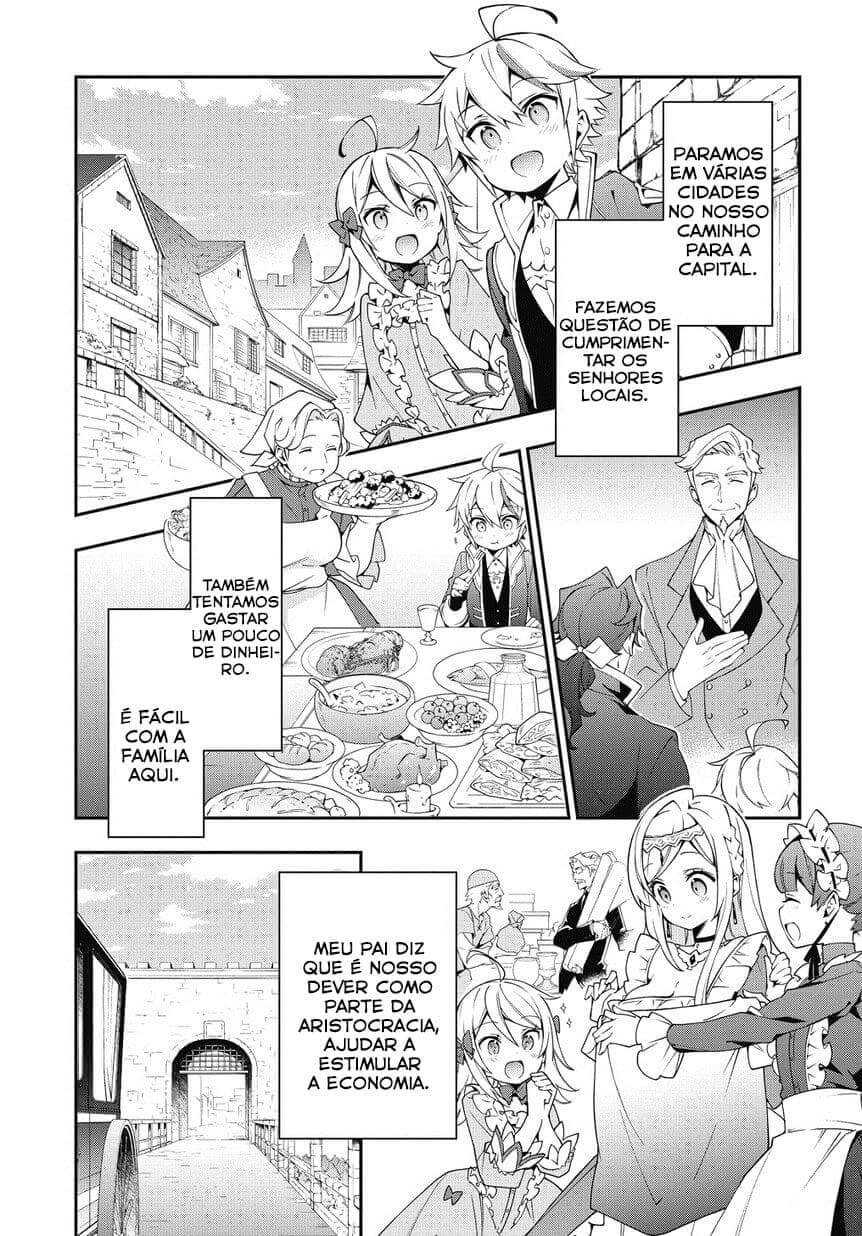 PARAMOS
EM VÁRIAS
CIDADES
NO NOSSO
CAMINHO
PARA A
CAPITAL.
FAZEMOS
QUESTÃO DE
CUMPRIMEN-
TAR OS
SENHORES
LOCAIS.
TAMBÉM
TENTAMOS
GASTAR
UM POUCO
DE DINHEI-
RO.
É FÁCIL
COM A
FAMÍLIA
AQUI.
MEU PAI DIZ
QUE É NOSSO
DEVER COMO
PARTE DA
ARISTOCRACIA,
AJUDAR A
ESTIMULAR
A ECONOMIA.